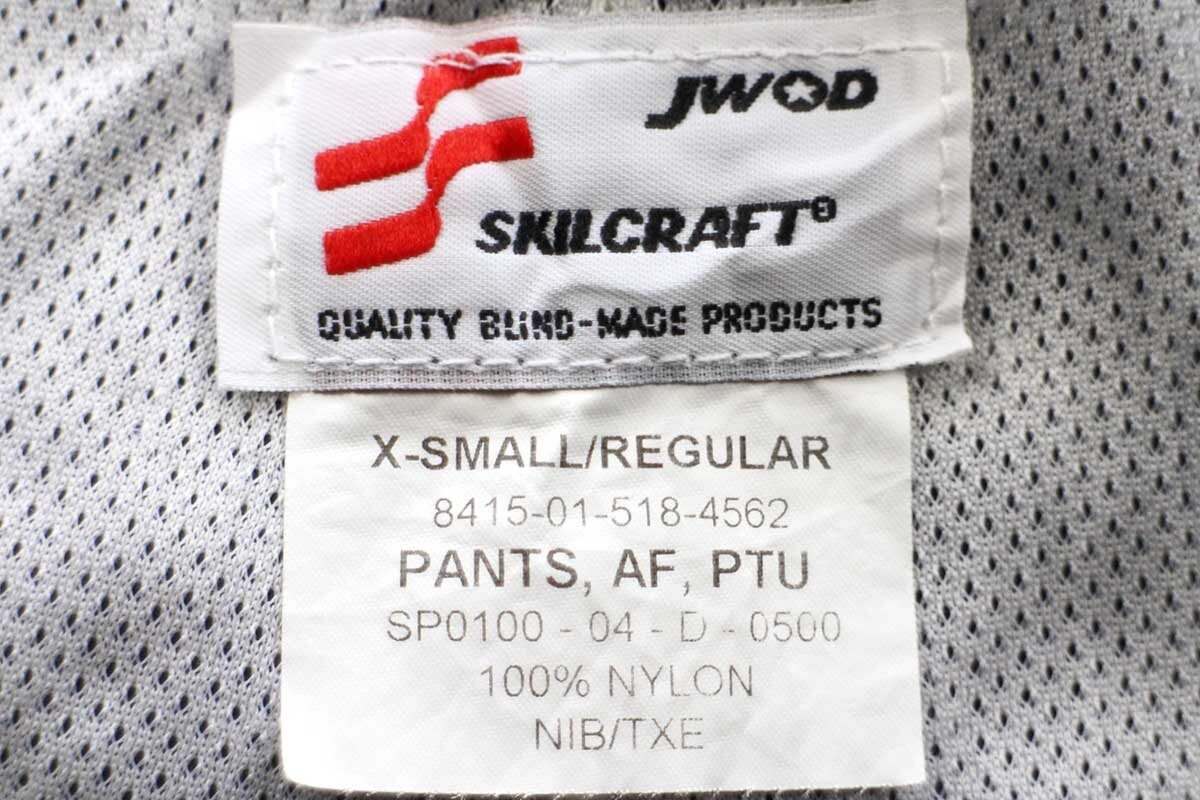 JWOD
SKILCRAFT®
QUALITY BLIND-MADE PRODUCTS
X-SMALL/REGULAR
8415-01-518-4562
PANTS, AF, PTU
SP0100 - 04 - D - 0500
100% NYLON
NIB/TXE